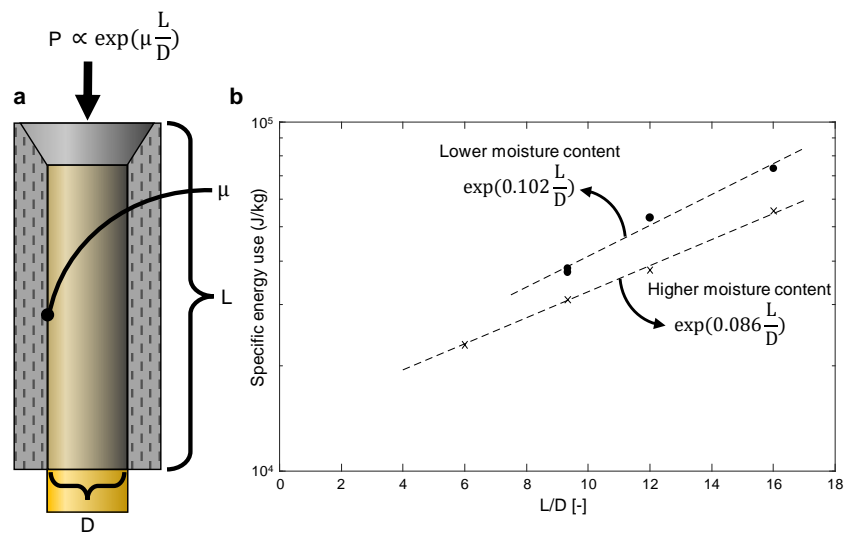 P ∝ exp(μ L/D)
a
μ
L
D
b
10⁵
10⁴
Specific energy use (J/kg)
Lower moisture content
exp(0.102 L/D)
Higher moisture content
exp(0.086 L/D)
0 2 4 6 8 10 12 14 16 18
L/D [-]